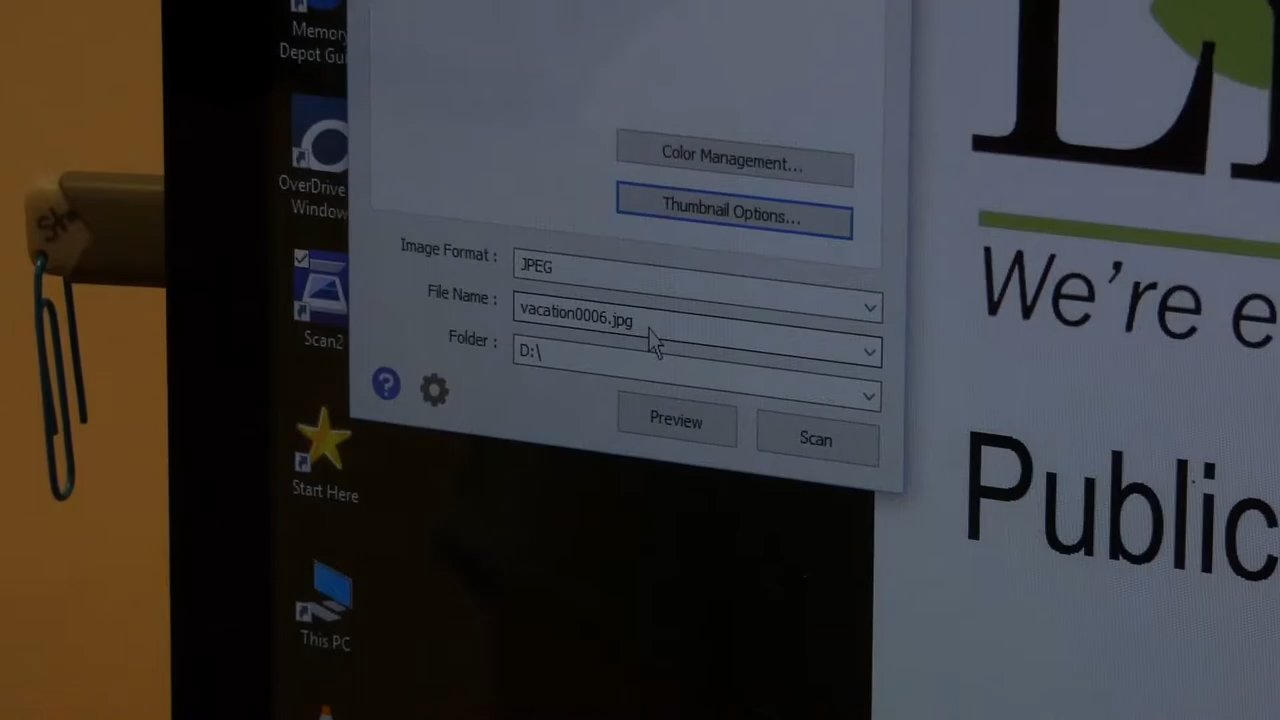 Memory
Depot Gui
OverDrive
Window
Scan2
Start Here
This PC
Color Management...
Thumbnail Options...
Image Format :
JPEG
File Name :
vacation0006.jpg
Folder :
D:\
Preview
Scan
We're e
Public